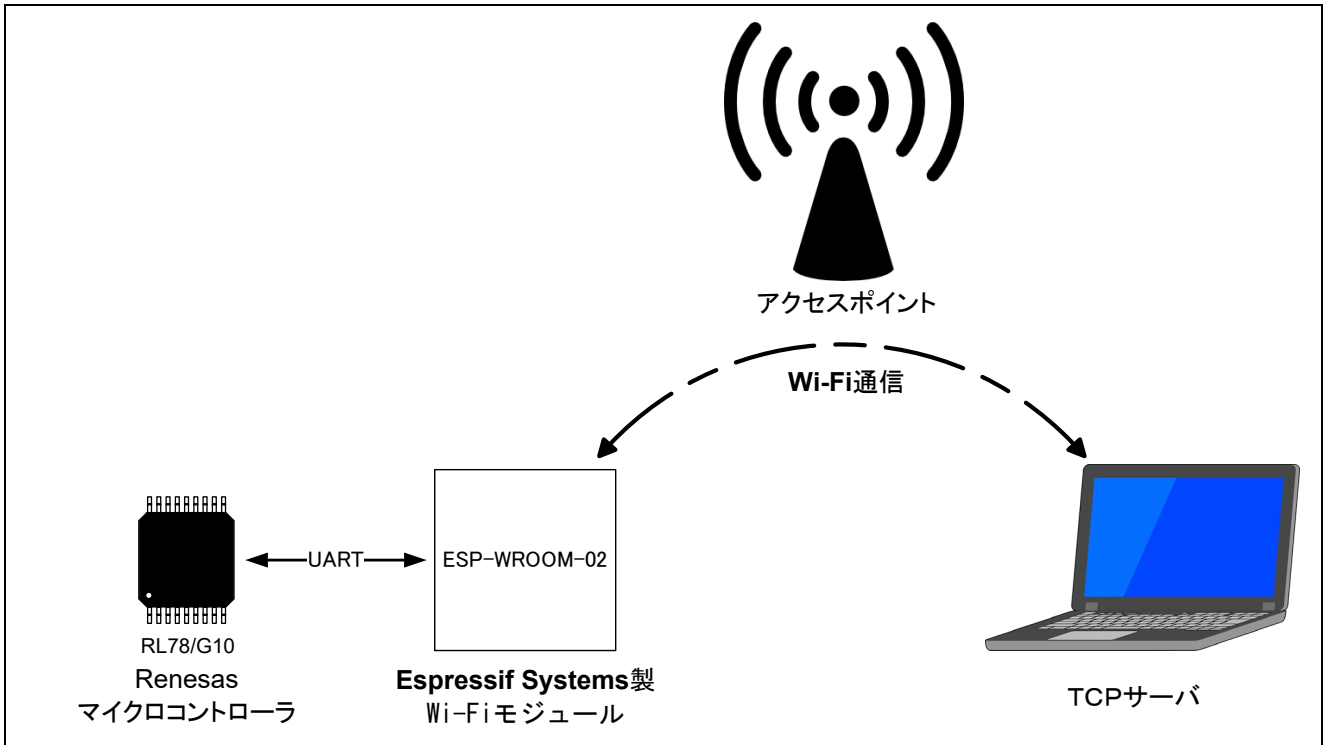 アクセスポイント
Wi-Fi通信
UART
ESP-WROOM-02
RL78/G10
Renesas
マイクロコントローラ
Espressif Systems製
Wi-Fiモジュール
TCPサーバ